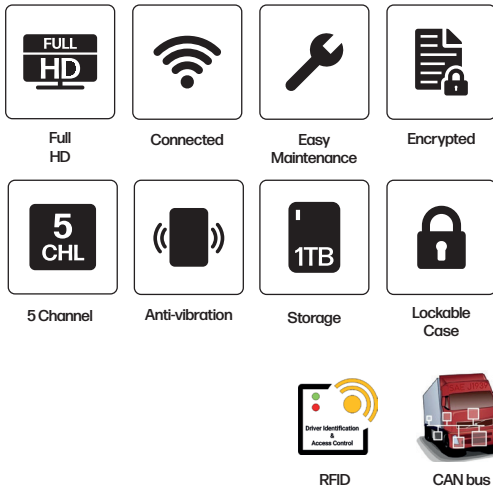 FULL
HD
Full
HD
Connected
Easy
Maintenance
Encrypted
5
CHL
1TB
5 Channel
Anti-vibration
Storage
Lockable
Case
Driver Identification
&
Access Control
RFID
CAN bus